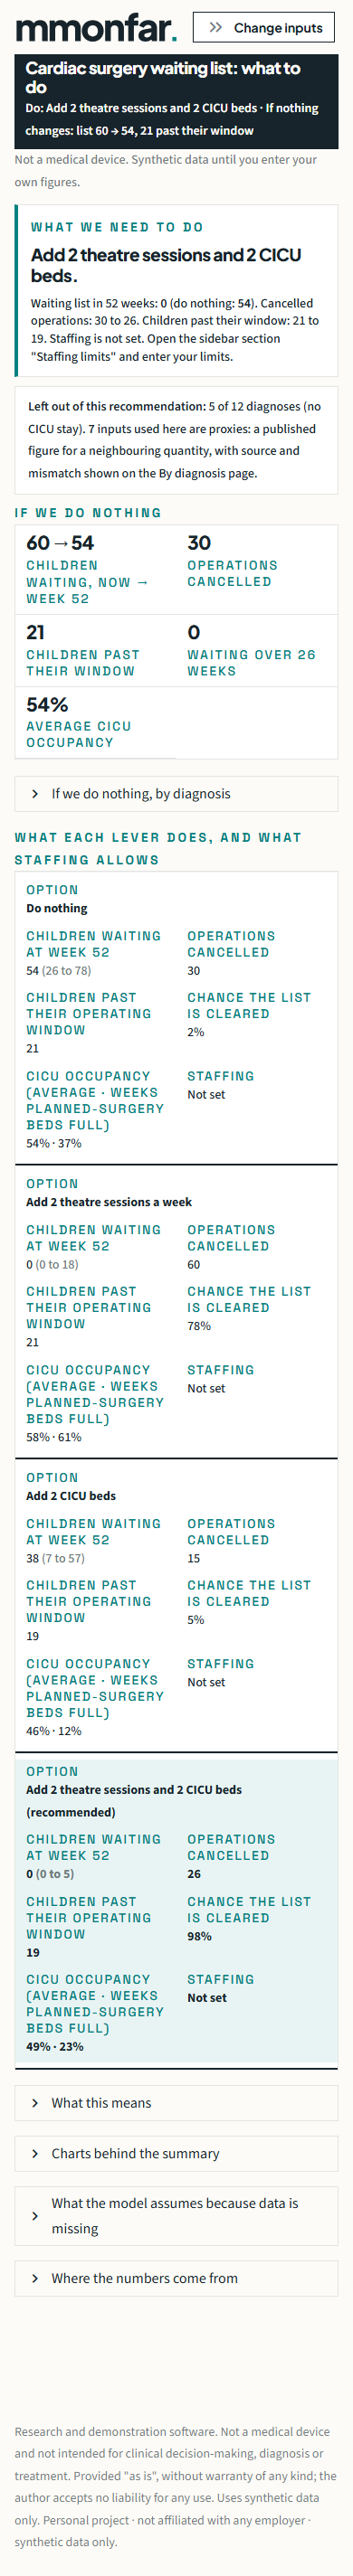 mmonfar.
Change inputs
Cardiac surgery waiting list: what to
do
Do: Add 2 theatre sessions and 2 CICU beds · If nothing
changes: list 60 → 54, 21 past their window
Not a medical device. Synthetic data until you enter your
own figures.
WHAT WE NEED TO DO
Add 2 theatre sessions and 2 CICU
beds.
Waiting list in 52 weeks: 0 (do nothing: 54). Cancelled
operations: 30 to 26. Children past their window: 21 to
19. Staffing is not set. Open the sidebar section
"Staffing limits" and enter your limits.
Left out of this recommendation: 5 of 12 diagnoses (no
CICU stay). 7 inputs used here are proxies: a published
figure for a neighbouring quantity, with source and
mismatch shown on the By diagnosis page.
IF WE DO NOTHING
60→54
CHILDREN
WAITING, NOW →
WEEK 52
30
OPERATIONS
CANCELLED
21
CHILDREN PAST
THEIR WINDOW
0
WAITING OVER 26
WEEKS
54%
AVERAGE CICU
OCCUPANCY
If we do nothing, by diagnosis
WHAT EACH LEVER DOES, AND WHAT
STAFFING ALLOWS
OPTION
Do nothing
CHILDREN WAITING
AT WEEK 52
54 (26 to 78)
OPERATIONS
CANCELLED
30
CHILDREN PAST
THEIR OPERATING
WINDOW
21
CHANCE THE LIST
IS CLEARED
2%
CICU OCCUPANCY
(AVERAGE · WEEKS
PLANNED-SURGERY
BEDS FULL)
54% · 37%
STAFFING
Not set
OPTION
Add 2 theatre sessions a week
CHILDREN WAITING
AT WEEK 52
0 (0 to 18)
OPERATIONS
CANCELLED
60
CHILDREN PAST
THEIR OPERATING
WINDOW
21
CHANCE THE LIST
IS CLEARED
78%
CICU OCCUPANCY
(AVERAGE · WEEKS
PLANNED-SURGERY
BEDS FULL)
58% · 61%
STAFFING
Not set
OPTION
Add 2 CICU beds
CHILDREN WAITING
AT WEEK 52
38 (7 to 57)
OPERATIONS
CANCELLED
15
CHILDREN PAST
THEIR OPERATING
WINDOW
19
CHANCE THE LIST
IS CLEARED
5%
CICU OCCUPANCY
(AVERAGE · WEEKS
PLANNED-SURGERY
BEDS FULL)
46% · 12%
STAFFING
Not set
OPTION
Add 2 theatre sessions and 2 CICU beds
(recommended)
CHILDREN WAITING
AT WEEK 52
0 (0 to 5)
OPERATIONS
CANCELLED
26
CHILDREN PAST
THEIR OPERATING
WINDOW
19
CHANCE THE LIST
IS CLEARED
98%
CICU OCCUPANCY
(AVERAGE · WEEKS
PLANNED-SURGERY
BEDS FULL)
49% · 23%
STAFFING
Not set
What this means
Charts behind the summary
What the model assumes because data is
missing
Where the numbers come from
Research and demonstration software. Not a medical device
and not intended for clinical decision-making, diagnosis or
treatment. Provided "as is", without warranty of any kind; the
author accepts no liability for any use. Uses synthetic data
only. Personal project · not affiliated with any employer ·
synthetic data only.